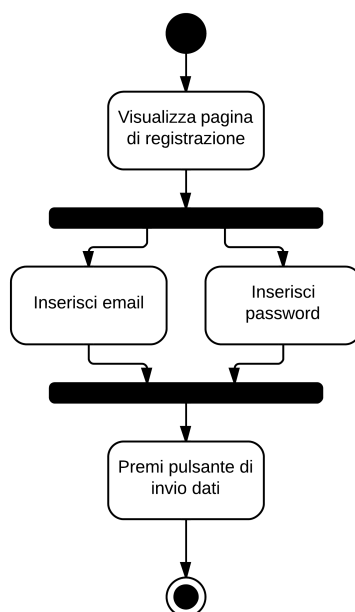 Visualizza pagina
di registrazione
Inserisci email
Inserisci
password
Premi pulsante di
invio dati